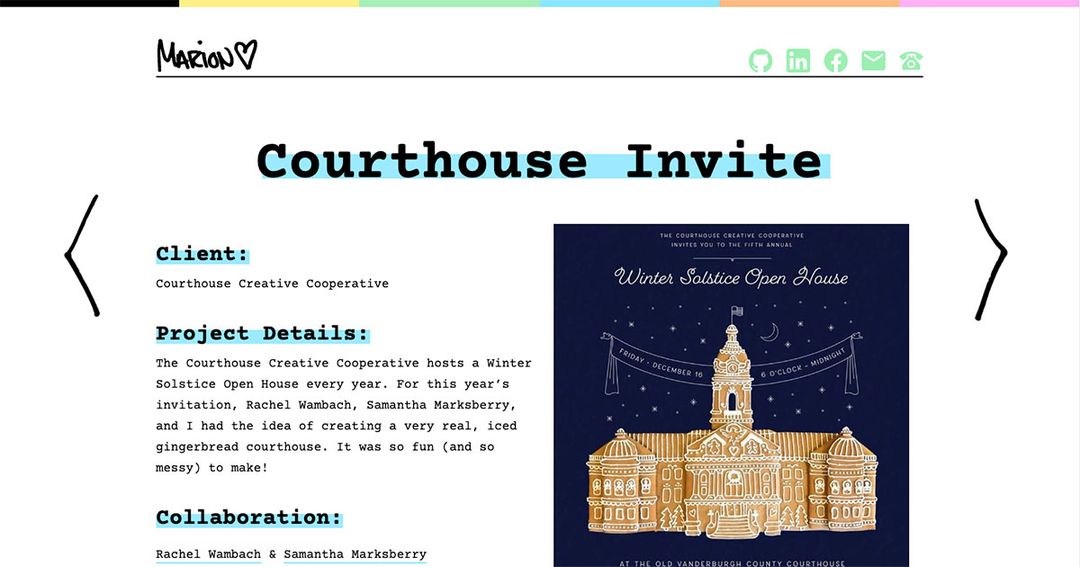 Marion
Courthouse Invite
Client:
Courthouse Creative Cooperative
Project Details:
The Courthouse Creative Cooperative hosts a Winter
Solstice Open House every year. For this year’s
invitation, Rachel Wambach, Samantha Marksberry,
and I had the idea of creating a very real, iced
gingerbread courthouse. It was so fun (and so
messy) to make!
Collaboration:
Rachel Wambach & Samantha Marksberry
THE COURTHOUSE CREATIVE COOPERATIVE
INVITES YOU TO THE FIFTH ANNUAL
Winter Solstice Open House
FRIDAY • DECEMBER 16
6 O'CLOCK – MIDNIGHT
AT THE OLD VANDERBURGH COUNTY COURTHOUSE